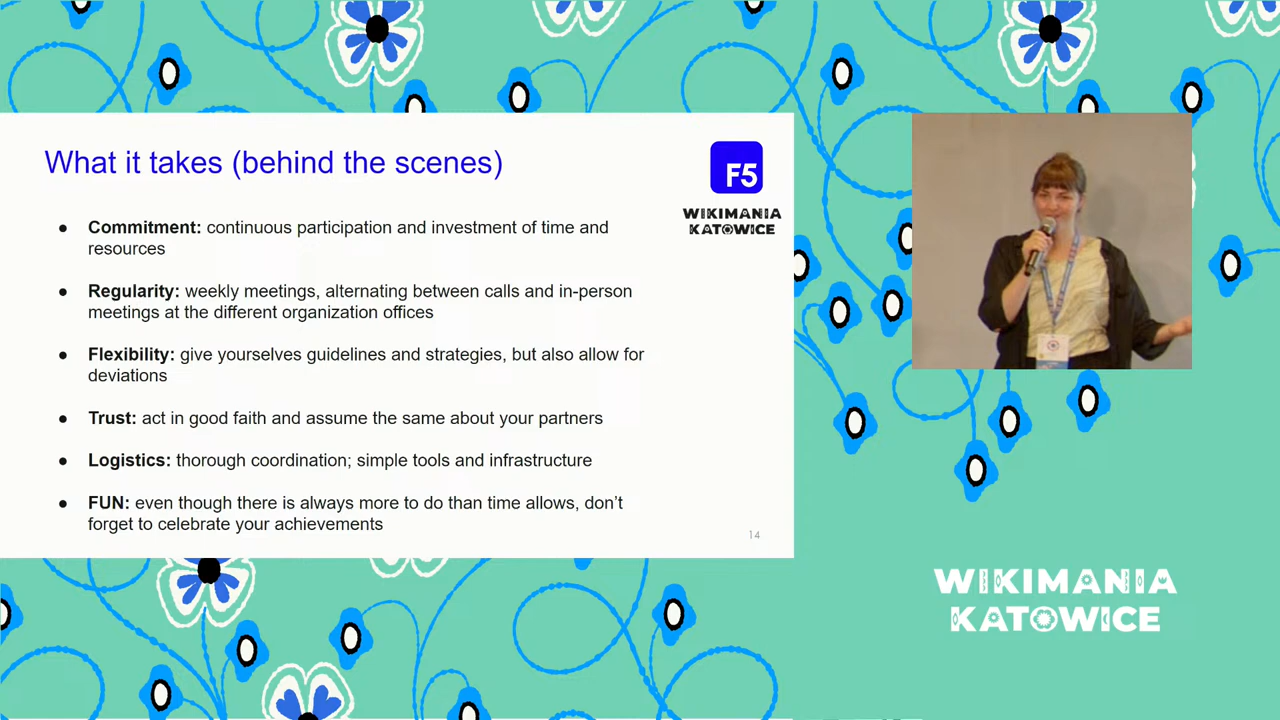 What it takes (behind the scenes)
F5
WIKIMANIA
KATOWICE
● Commitment: continuous participation and investment of time and
resources
● Regularity: weekly meetings, alternating between calls and in-person
meetings at the different organization offices
● Flexibility: give yourselves guidelines and strategies, but also allow for
deviations
● Trust: act in good faith and assume the same about your partners
● Logistics: thorough coordination; simple tools and infrastructure
● FUN: even though there is always more to do than time allows, don’t
forget to celebrate your achievements
14
WIKIMANIA
KATOWICE